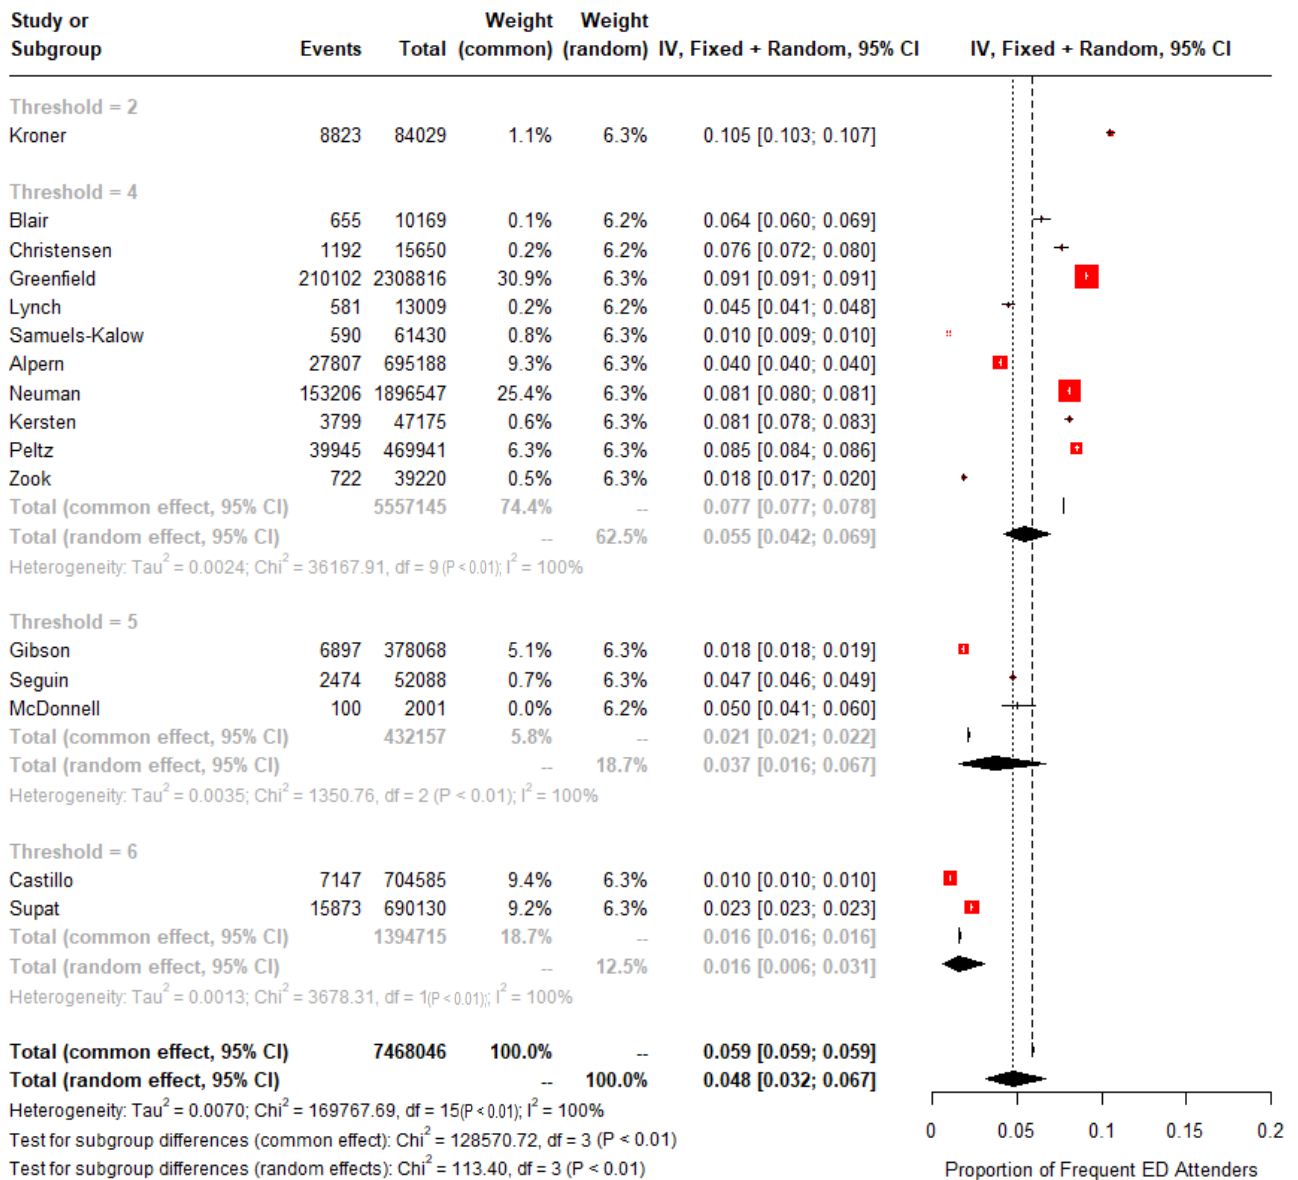 Study or Weight Weight
Subgroup Events Total (common) (random) IV, Fixed + Random, 95% CI IV, Fixed + Random, 95% CI
Threshold = 2
Kroner 8823 84029 1.1% 6.3% 0.105 [0.103; 0.107]
Threshold = 4
Blair 655 10169 0.1% 6.2% 0.064 [0.060; 0.069]
Christensen 1192 15650 0.2% 6.2% 0.076 [0.072; 0.080]
Greenfield 210102 2308816 30.9% 6.3% 0.091 [0.091; 0.091]
Lynch 581 13009 0.2% 6.2% 0.045 [0.041; 0.048]
Samuels-Kalow 590 61430 0.8% 6.3% 0.010 [0.009; 0.010]
Alpern 27807 695188 9.3% 6.3% 0.040 [0.040; 0.040]
Neuman 153206 1896547 25.4% 6.3% 0.081 [0.080; 0.081]
Kersten 3799 47175 0.6% 6.3% 0.081 [0.078; 0.083]
Peltz 39945 469941 6.3% 6.3% 0.085 [0.084; 0.086]
Zook 722 39220 0.5% 6.3% 0.018 [0.017; 0.020]
Total (common effect, 95% CI) 5557145 74.4% -- 0.077 [0.077; 0.078]
Total (random effect, 95% CI) -- 62.5% 0.055 [0.042; 0.069]
Heterogeneity: Tau² = 0.0024; Chi² = 36167.91, df = 9 (P < 0.01); I² = 100%
Threshold = 5
Gibson 6897 378068 5.1% 6.3% 0.018 [0.018; 0.019]
Seguin 2474 52088 0.7% 6.3% 0.047 [0.046; 0.049]
McDonnell 100 2001 0.0% 6.2% 0.050 [0.041; 0.060]
Total (common effect, 95% CI) 432157 5.8% -- 0.021 [0.021; 0.022]
Total (random effect, 95% CI) -- 18.7% 0.037 [0.016; 0.067]
Heterogeneity: Tau² = 0.0035; Chi² = 1350.76, df = 2 (P < 0.01); I² = 100%
Threshold = 6
Castillo 7147 704585 9.4% 6.3% 0.010 [0.010; 0.010]
Supat 15873 690130 9.2% 6.3% 0.023 [0.023; 0.023]
Total (common effect, 95% CI) 1394715 18.7% -- 0.016 [0.016; 0.016]
Total (random effect, 95% CI) -- 12.5% 0.016 [0.006; 0.031]
Heterogeneity: Tau² = 0.0013; Chi² = 3678.31, df = 1(P < 0.01);; I² = 100%
Total (common effect, 95% CI) 7468046 100.0% -- 0.059 [0.059; 0.059]
Total (random effect, 95% CI) -- 100.0% 0.048 [0.032; 0.067]
Heterogeneity: Tau² = 0.0070; Chi² = 169767.69, df = 15(P < 0.01); I² = 100%
Test for subgroup differences (common effect): Chi² = 128570.72, df = 3 (P < 0.01)
Test for subgroup differences (random effects): Chi² = 113.40, df = 3 (P < 0.01)
0 0.05 0.1 0.15 0.2
Proportion of Frequent ED Attenders